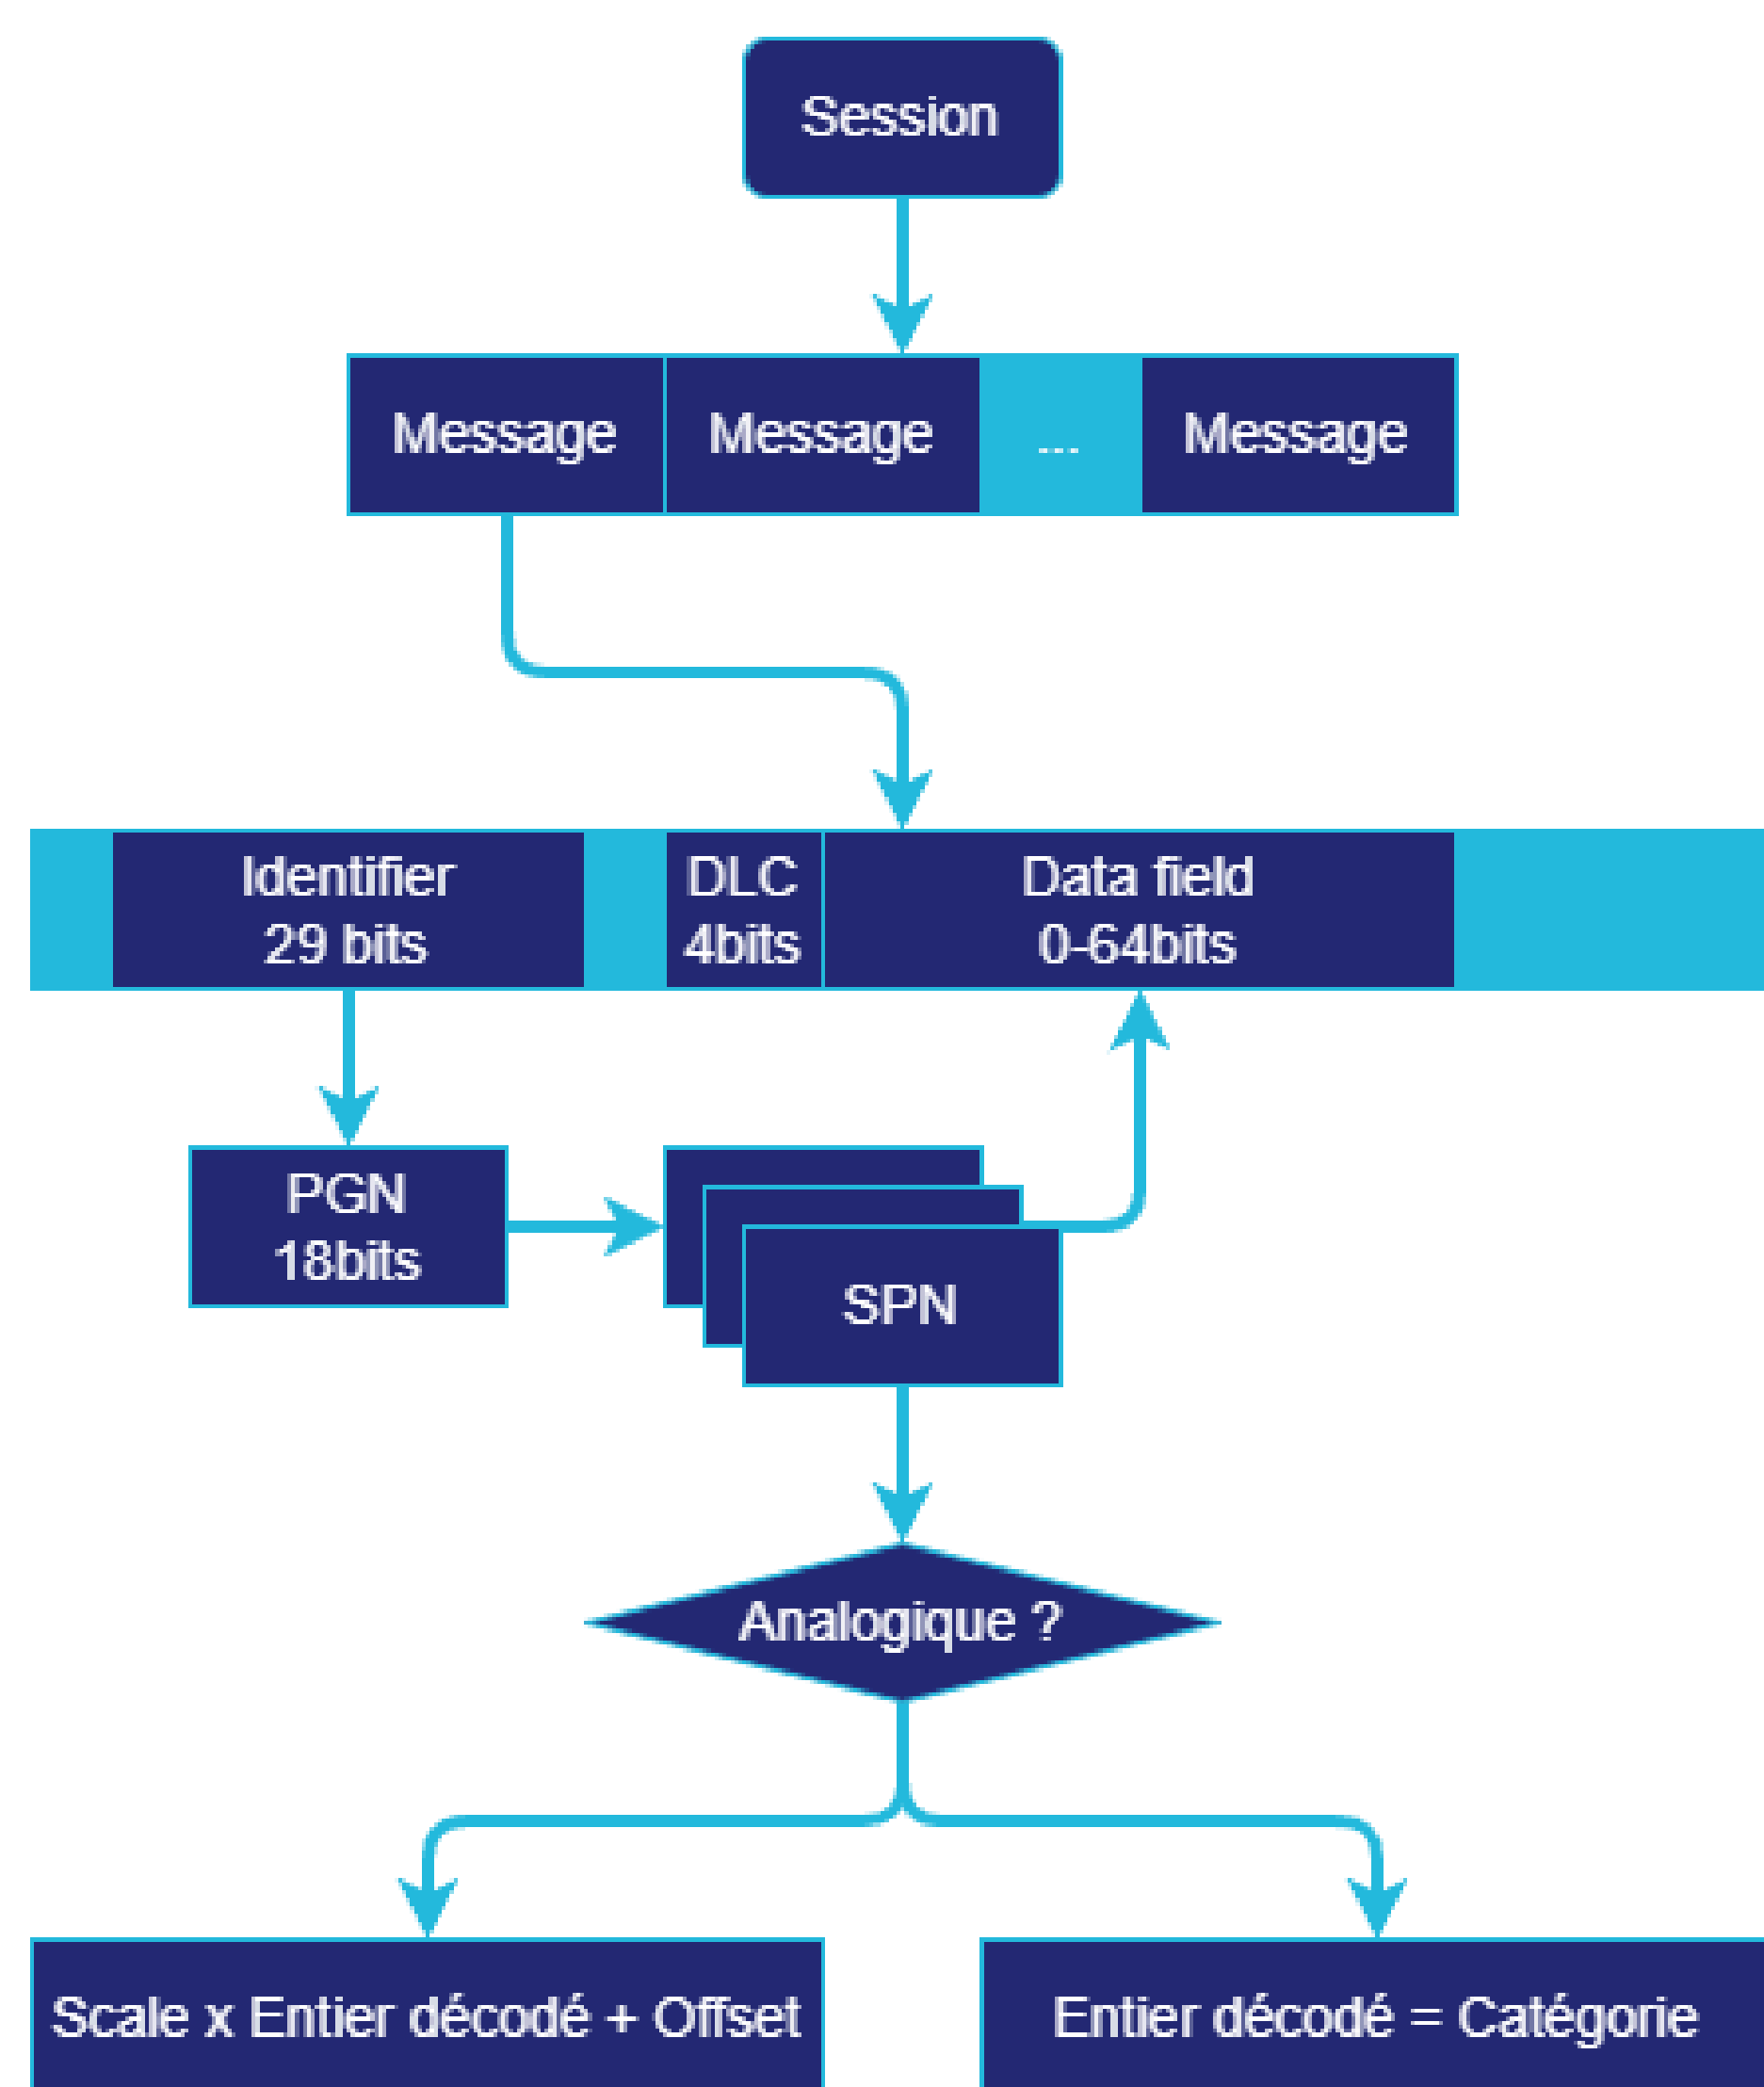 Session
Message Message ... Message
Identifier DLC Data field
29 bits 4bits 0-64bits
PGN
18bits
SPN
Analogique ?
Scale x Entier décodé + Offset
Entier décodé = Catégorie